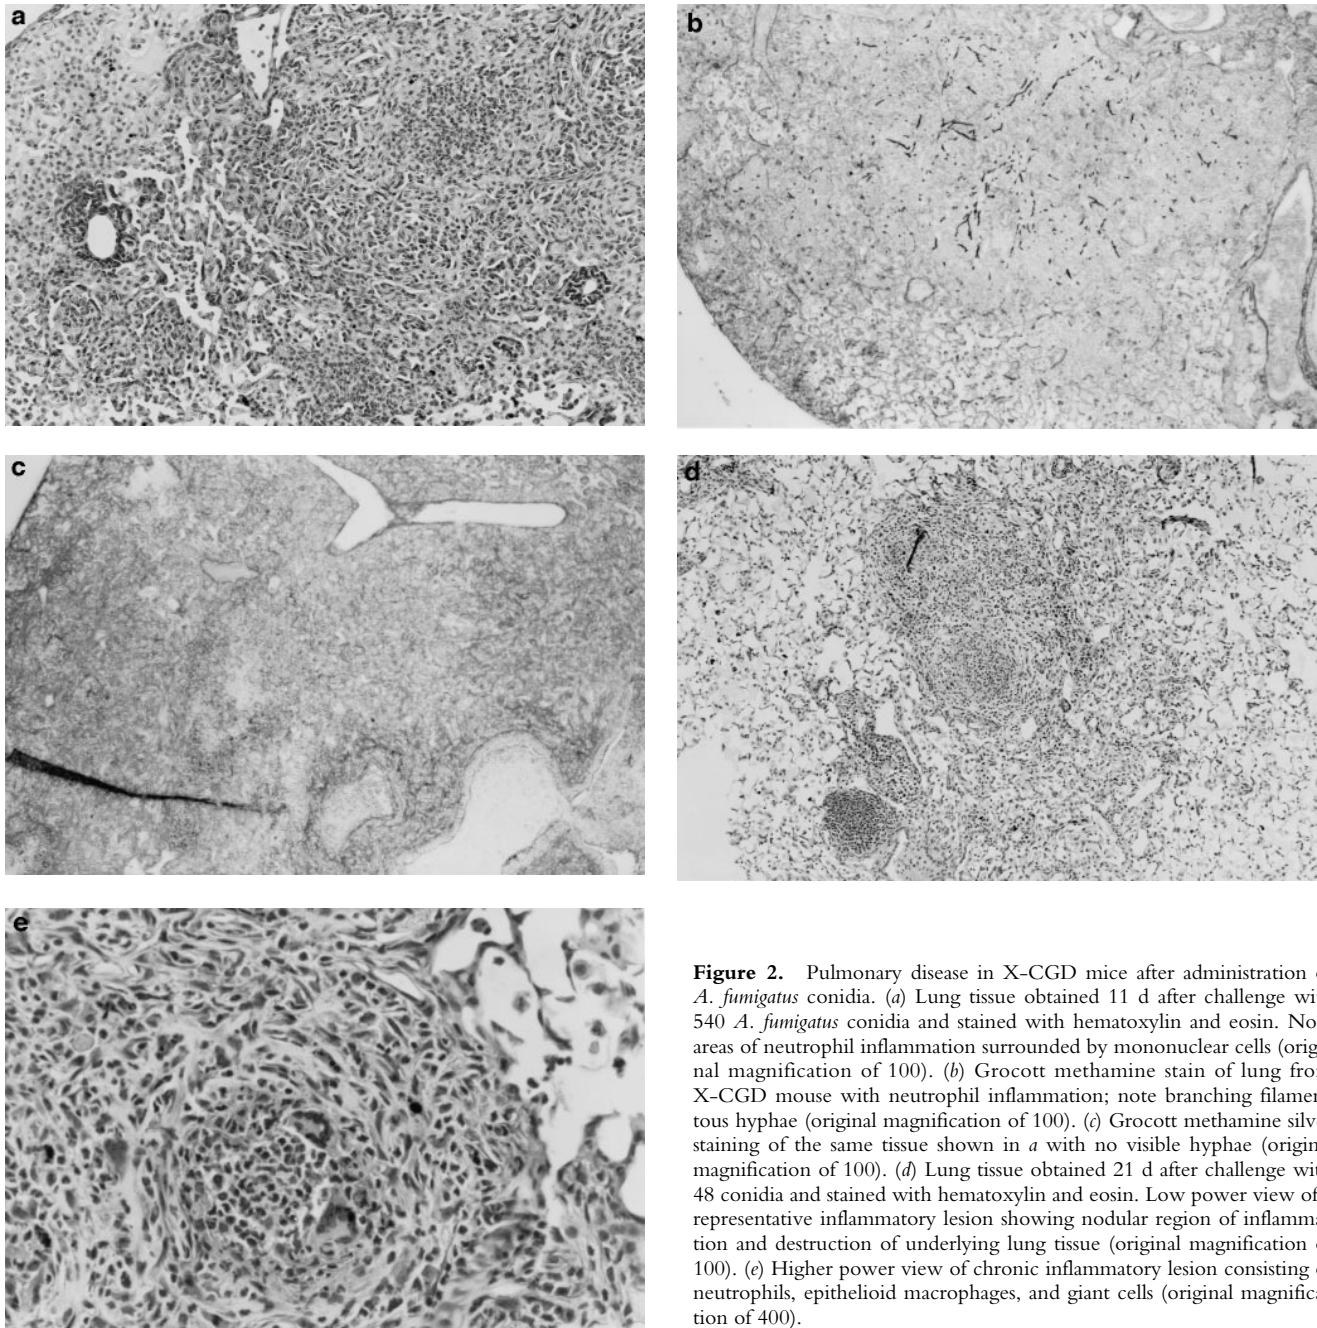 a
b
c
d
e
Figure 2. Pulmonary disease in X-CGD mice after administration
A. fumigatus conidia. (a) Lung tissue obtained 11 d after challenge
540 A. fumigatus conidia and stained with hematoxylin and eosin.
areas of neutrophil inflammation surrounded by mononuclear cells (orig
nal magnification of 100). (b) Grocott methamine stain of lung
X-CGD mouse with neutrophil inflammation; note branching filamen
tous hyphae (original magnification of 100). (c) Grocott methamine
staining of the same tissue shown in a with no visible hyphae (origin
magnification of 100). (d) Lung tissue obtained 21 d after challenge
48 conidia and stained with hematoxylin and eosin. Low power view of
representative inflammatory lesion showing nodular region of inflamma
tion and destruction of underlying lung tissue (original magnification
100). (e) Higher power view of chronic inflammatory lesion consisting
neutrophils, epithelioid macrophages, and giant cells (original magnifica
tion of 400).